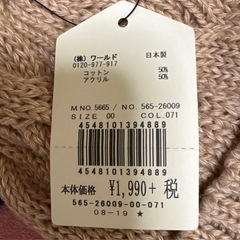 (株) ワールド 日本製
0120-977-917
コットン 50%
アクリル 50%
M.NO. 5665 / NO. 565-26009
SIZE 00 COL.071
4548101394889
4548101394889
本体価格 ¥1,990+ 税
565-26009-00-071
08-19 ★